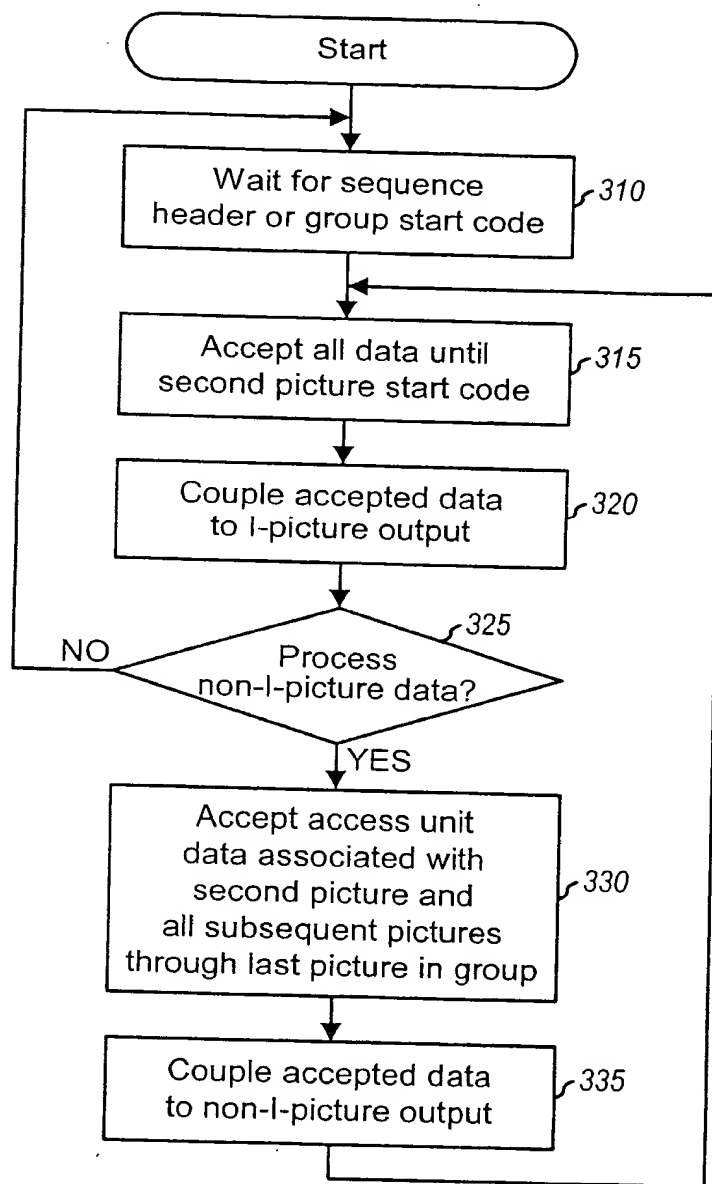 Start
Wait for sequence
header or group start code
310
Accept all data until
second picture start code
315
Couple accepted data
to I-picture output
320
325
Process
non-I-picture data?
NO
YES
Accept access unit
data associated with
second picture and
all subsequent pictures
through last picture in group
330
Couple accepted data
to non-I-picture output
335